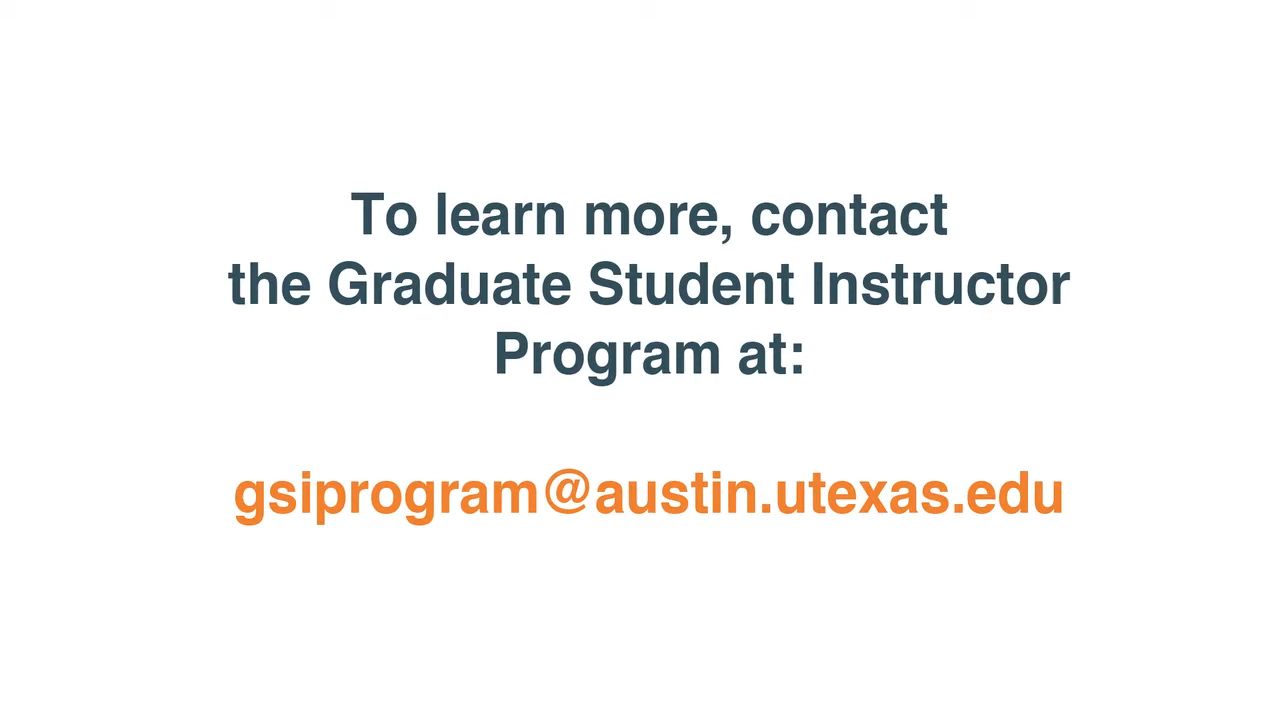 To learn more, contact
the Graduate Student Instructor
Program at:
gsiprogram@austin.utexas.edu